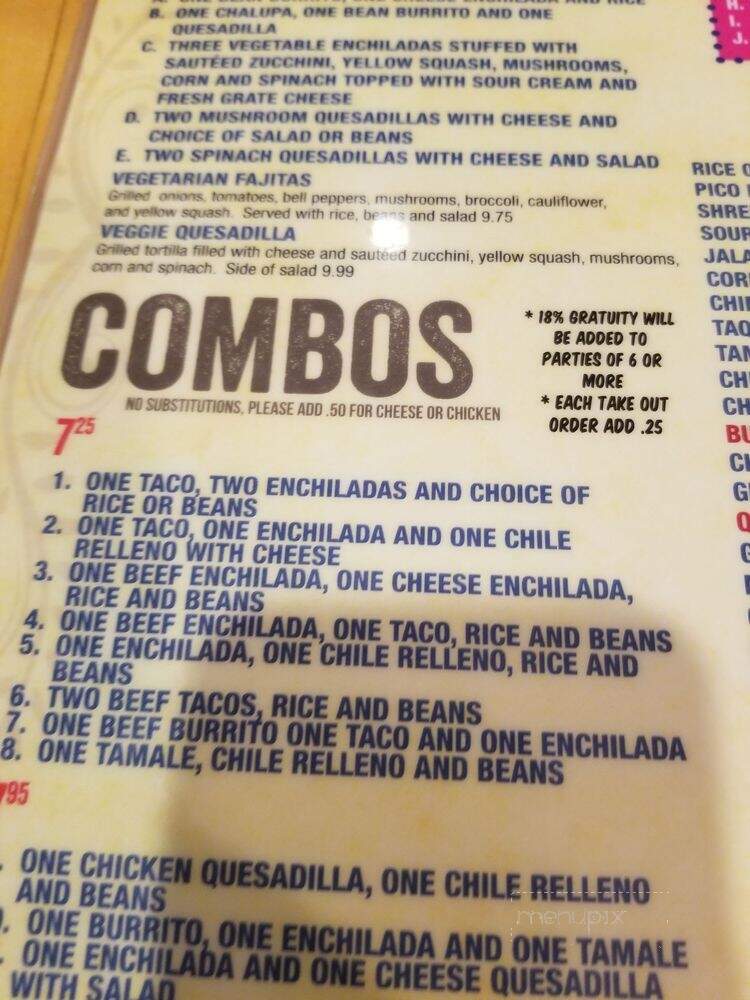 B. ONE CHALUPA, ONE BEAN BURRITO AND ONE
QUESADILLA
C. THREE VEGETABLE ENCHILADAS STUFFED WITH
SAUTÉED ZUCCHINI, YELLOW SQUASH, MUSHROOMS,
CORN AND SPINACH TOPPED WITH SOUR CREAM AND
FRESH GRATE CHEESE
D. TWO MUSHROOM QUESADILLAS WITH CHEESE AND
CHOICE OF SALAD OR BEANS
E. TWO SPINACH QUESADILLAS WITH CHEESE AND SALAD
VEGETARIAN FAJITAS
Grilled onions, tomatoes, bell peppers, mushrooms, broccoli, cauliflower,
and yellow squash. Served with rice, beans and salad 9.75
VEGGIE QUESADILLA
Grilled tortilla filled with cheese and sautéed zucchini, yellow squash, mushrooms,
corn and spinach. Side of salad 9.99
COMBOS
NO SUBSTITUTIONS, PLEASE ADD .50 FOR CHEESE OR CHICKEN
* 18% GRATUITY WILL
BE ADDED TO
PARTIES OF 6 OR
MORE
* EACH TAKE OUT
ORDER ADD .25
7 25
1. ONE TACO, TWO ENCHILADAS AND CHOICE OF
RICE OR BEANS
2. ONE TACO, ONE ENCHILADA AND ONE CHILE
RELLENO WITH CHEESE
3. ONE BEEF ENCHILADA, ONE CHEESE ENCHILADA,
RICE AND BEANS
4. ONE BEEF ENCHILADA, ONE TACO, RICE AND BEANS
5. ONE ENCHILADA, ONE CHILE RELLENO, RICE AND
BEANS
6. TWO BEEF TACOS, RICE AND BEANS
7. ONE BEEF BURRITO ONE TACO AND ONE ENCHILADA
8. ONE TAMALE, CHILE RELLENO AND BEANS
7 95
ONE CHICKEN QUESADILLA, ONE CHILE RELLENO
AND BEANS
ONE BURRITO, ONE ENCHILADA AND ONE TAMALE
ONE ENCHILADA AND ONE CHEESE QUESADILLA
WITH SALAD
H.
I.
J.
RICE
PICO
menupix